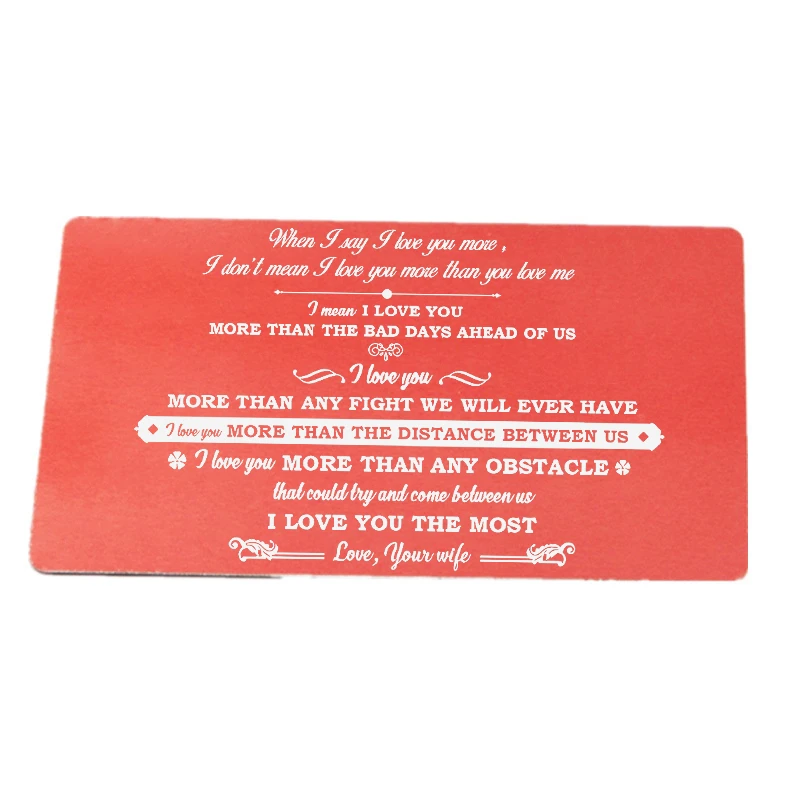 When I say I love you more ,
I don't mean I love you more than you love me
I mean I LOVE YOU
MORE THAN THE BAD DAYS AHEAD OF US
I love you
MORE THAN ANY FIGHT WE WILL EVER HAVE
I love you MORE THAN THE DISTANCE BETWEEN US
I love you MORE THAN ANY OBSTACLE
that could try and come between us
I LOVE YOU THE MOST
Love, Your wife